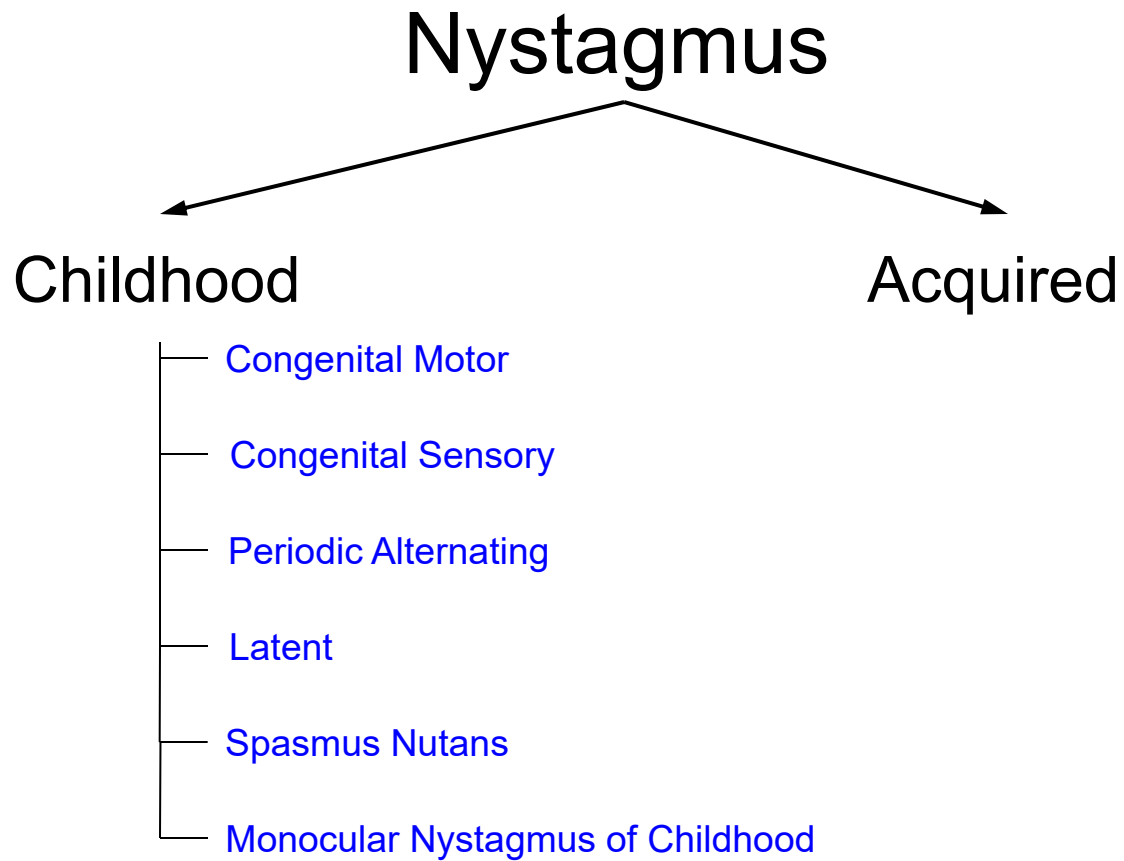 Nystagmus
Childhood
Acquired
Congenital Motor
Congenital Sensory
Periodic Alternating
Latent
Spasmus Nutans
Monocular Nystagmus of Childhood